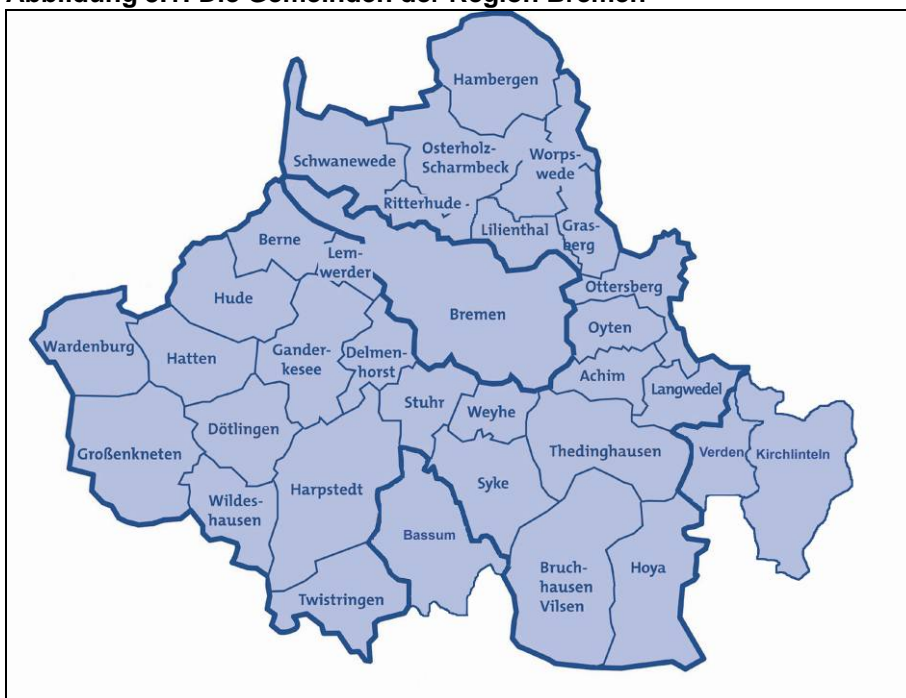 Abbildung 3.1: Die Gemeinden der Region Bremen
Hambergen
Osterholz-
Scharmbeck
Worps-
wede
Schwanewede
Ritterhude
Lilienthal
Gras-
berg
Berne
Lem-
werder
Ottersberg
Hude
Bremen
Oyten
Wardenburg
Hatten
Gander-
kesee
Delmen-
horst
Achim
Langwedel
Stuhr
Weyhe
Dötlingen
Großenkneten
Thedinghausen
Verden
Kirchlinteln
Wildes-
hausen
Harpstedt
Syke
Bassum
Bruch-
hausen
Vilsen
Hoya
Twistringen